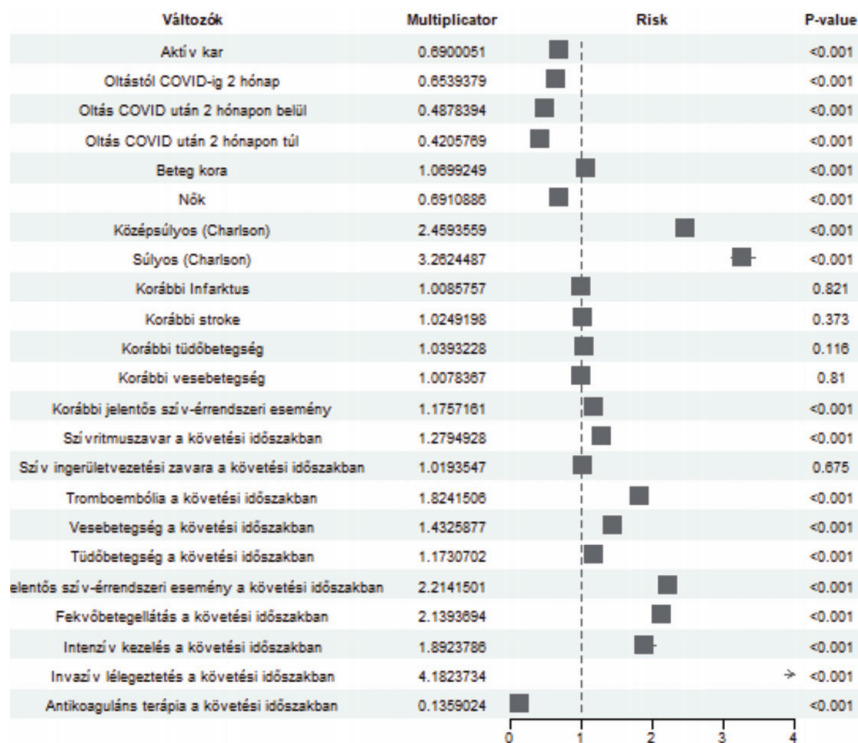 Változók Multiplicator Risk P-value
Aktív kar 0.6900051 <0.001
Oltástól COVID-ig 2 hónap 0.6539379 <0.001
Oltás COVID után 2 hónapon belül 0.4878394 <0.001
Oltás COVID után 2 hónapon túl 0.4205769 <0.001
Beteg kora 1.0699249 <0.001
Nők 0.6910886 <0.001
Középsúlyos (Charlson) 2.4593559 <0.001
Súlyos (Charlson) 3.2624487 <0.001
Korábbi Infarktus 1.0085757 0.821
Korábbi stroke 1.0249198 0.373
Korábbi tüdőbetegség 1.0393228 0.116
Korábbi vesebetegség 1.0078367 0.81
Korábbi jelentős szív-érrendszeri esemény 1.1757161 <0.001
Szívritmuszavar a követési időszakban 1.2794928 <0.001
Szív ingerületvezetési zavara a követési időszakban 1.0193547 0.675
Tromboembólia a követési időszakban 1.8241506 <0.001
Vesebetegség a követési időszakban 1.4325877 <0.001
Tüdőbetegség a követési időszakban 1.1730702 <0.001
elentős szív-érrendszeri esemény a követési időszakban 2.2141501 <0.001
Fekvőbetegellátás a követési időszakban 2.1393694 <0.001
Intenzív kezelés a követési időszakban 1.8923786 <0.001
Invazív lélegeztetés a követési időszakban 4.1823734 <0.001
Antikoaguláns terápia a követési időszakban 0.1359024 <0.001
0 1 2 3 4